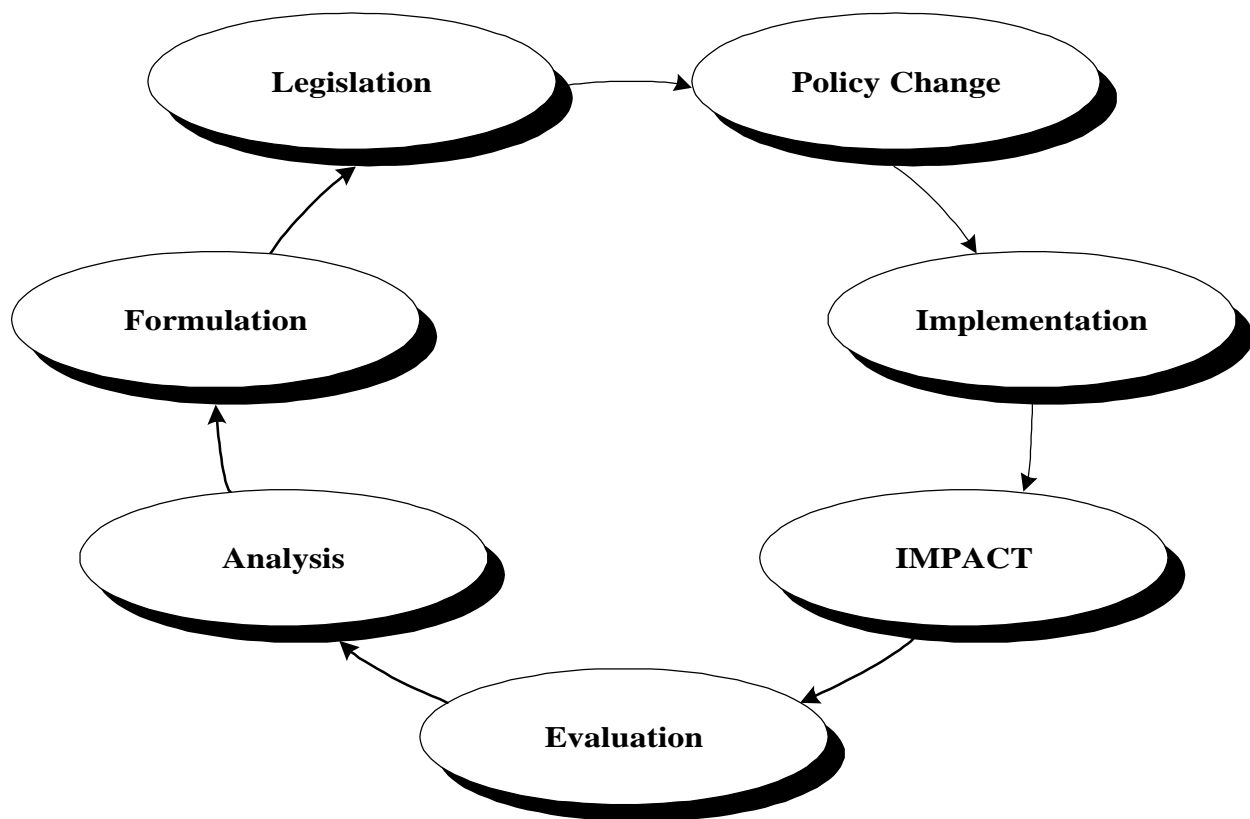 Legislation
Policy Change
Formulation
Implementation
Analysis
IMPACT
Evaluation